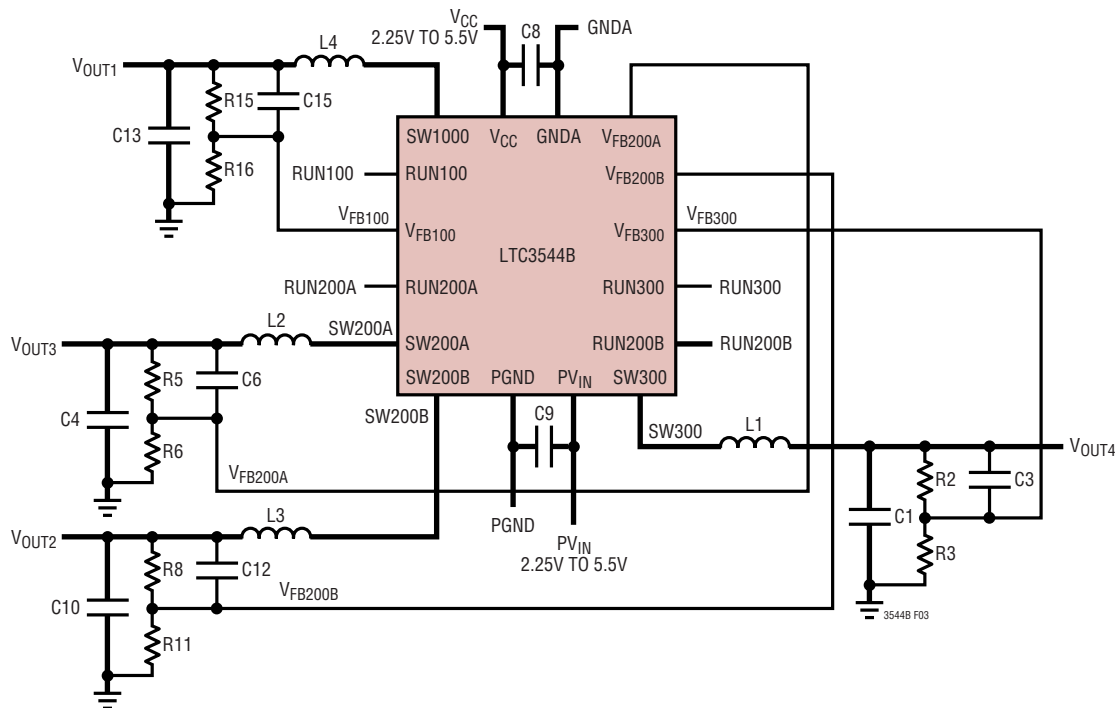 VCC
2.25V TO 5.5V
C8
GNDA
L4
VOUT1
R15
C15
C13
R16
SW1000
VCC
GNDA
VFB200A
RUN100
RUN100
VFB200B
VFB100
VFB100
VFB300
VFB300
LTC3544B
RUN200A
RUN200A
RUN300
RUN300
L2
SW200A
VOUT3
SW200A
RUN200B
RUN200B
R5
C6
SW200B
PGND
PVIN
SW300
C4
SW200B
C9
R6
SW300
L1
VOUT4
VFB200A
R2
C3
L3
PGND
C1
VOUT2
PVIN
2.25V TO 5.5V
R3
R8
C12
VFB200B
C10
3544B F03
R11